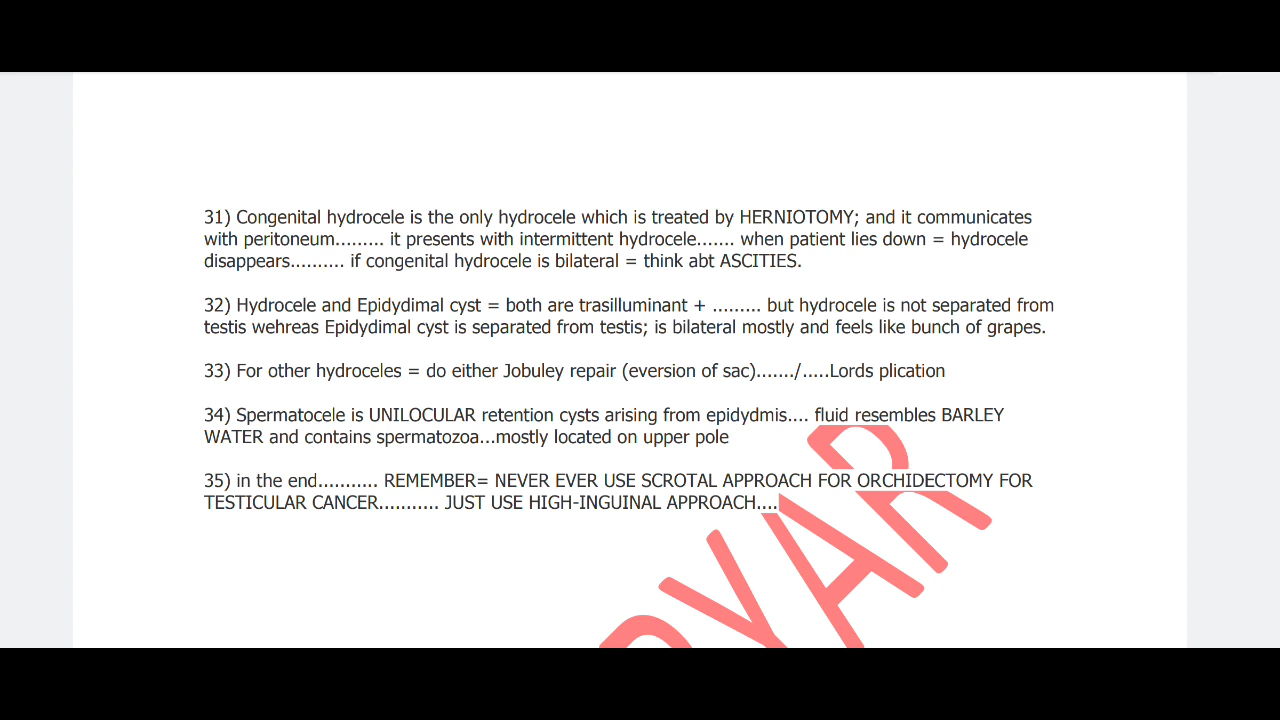 31) Congenital hydrocele is the only hydrocele which is treated by HERNIOTOMY; and it communicates
with peritoneum......... it presents with intermittent hydrocele....... when patient lies down = hydrocele
disappears.......... if congenital hydrocele is bilateral = think abt ASCITIES.
32) Hydrocele and Epidydimal cyst = both are trasilluminant + ......... but hydrocele is not separated from
testis wehreas Epidydimal cyst is separated from testis; is bilateral mostly and feels like bunch of grapes.
33) For other hydroceles = do either Jobuley repair (eversion of sac)......./.....Lords plication
34) Spermatocele is UNILOCULAR retention cysts arising from epidydmis.... fluid resembles BARLEY
WATER and contains spermatozoa...mostly located on upper pole
35) in the end........... REMEMBER= NEVER EVER USE SCROTAL APPROACH FOR ORCHIDECTOMY FOR
TESTICULAR CANCER........... JUST USE HIGH-INGUINAL APPROACH....